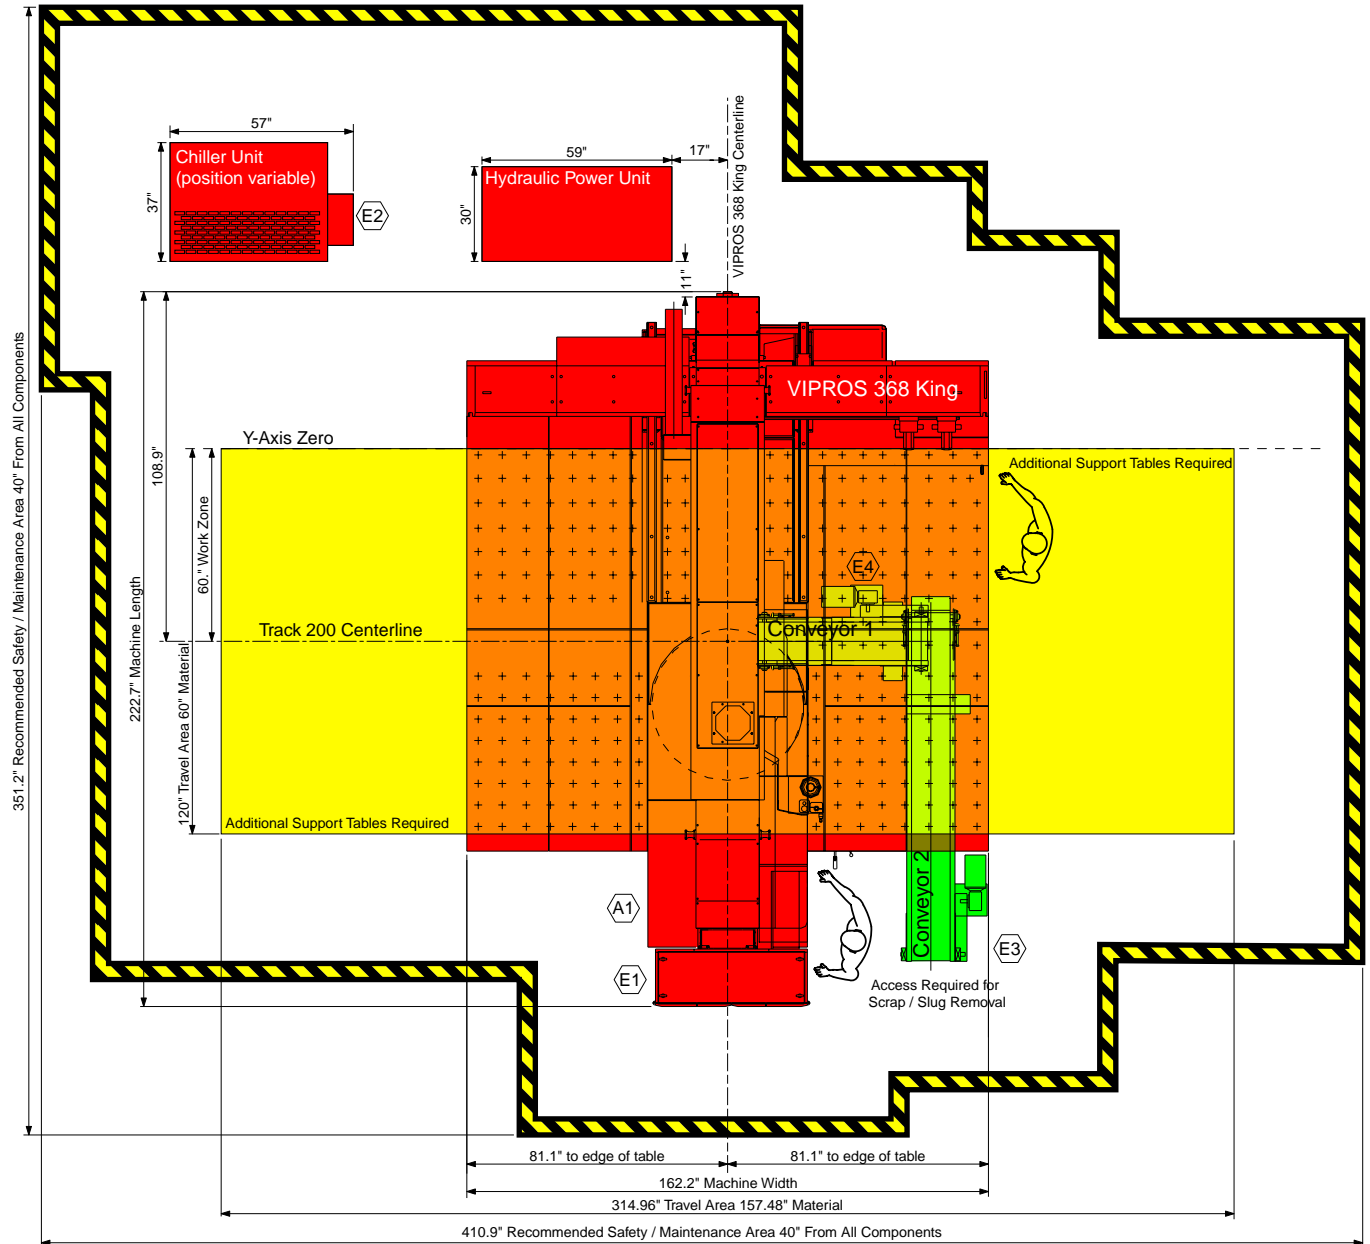 57"
Chiller Unit
(position variable)
37"
E2
59"
17"
Hydraulic Power Unit
30"
11"
VIPROS 368 King Centerline
VIPROS 368 King
Y-Axis Zero
Additional Support Tables Required
108.9"
60." Work Zone
E4
Track 200 Centerline
Conveyor 1
351.2" Recommended Safety / Maintenance Area 40" From All Components
222.7" Machine Length
120" Travel Area 60" Material
Additional Support Tables Required
Conveyor 2
A1
E3
E1
Access Required for
Scrap / Slug Removal
81.1" to edge of table
81.1" to edge of table
162.2" Machine Width
314.96" Travel Area 157.48" Material
410.9" Recommended Safety / Maintenance Area 40" From All Components